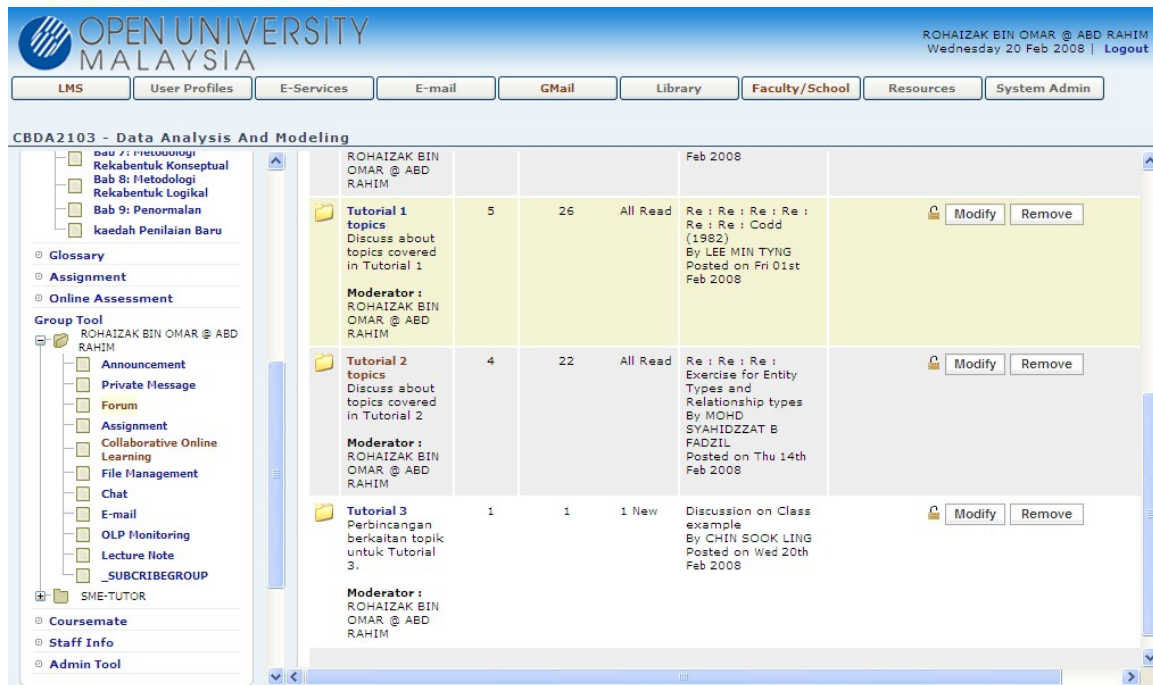 OPEN UNIVERSITY
MALAYSIA
ROHAIZAK BIN OMAR @ ABD RAHIM
Wednesday 20 Feb 2008 | Logout
LMS User Profiles E-Services E-mail GMail Library Faculty/School Resources System Admin
CBDA2103 - Data Analysis And Modeling
Bab 7: Metodologi
Rekabentuk Konseptual
Bab 8: Metodologi
Rekabentuk Logikal
Bab 9: Penormalan
kaedah Penilaian Baru
Glossary
Assignment
Online Assessment
Group Tool
ROHAIZAK BIN OMAR @ ABD
RAHIM
Announcement
Private Message
Forum
Assignment
Collaborative Online
Learning
File Management
Chat
E-mail
OLP Monitoring
Lecture Note
_SUBCRIBEGROUP
SME-TUTOR
Coursemate
Staff Info
Admin Tool
ROHAIZAK BIN
OMAR @ ABD
RAHIM
Feb 2008
Tutorial 1
topics
Discuss about
topics covered
in Tutorial 1
Moderator :
ROHAIZAK BIN
OMAR @ ABD
RAHIM
5
26
All Read
Re : Re : Re : Re :
Re : Re : Codd
(1982)
By LEE MIN TYNG
Posted on Fri 01st
Feb 2008
Modify Remove
Tutorial 2
topics
Discuss about
topics covered
in Tutorial 2
Moderator :
ROHAIZAK BIN
OMAR @ ABD
RAHIM
4
22
All Read
Re : Re : Re :
Exercise for Entity
Types and
Relationship types
By MOHD
SYAHIDZZAT B
FADZIL
Posted on Thu 14th
Feb 2008
Modify Remove
Tutorial 3
Perbincangan
berkaitan topik
untuk Tutorial
3.
Moderator :
ROHAIZAK BIN
OMAR @ ABD
RAHIM
1
1
1 New
Discussion on Class
example
By CHIN SOOK LING
Posted on Wed 20th
Feb 2008
Modify Remove